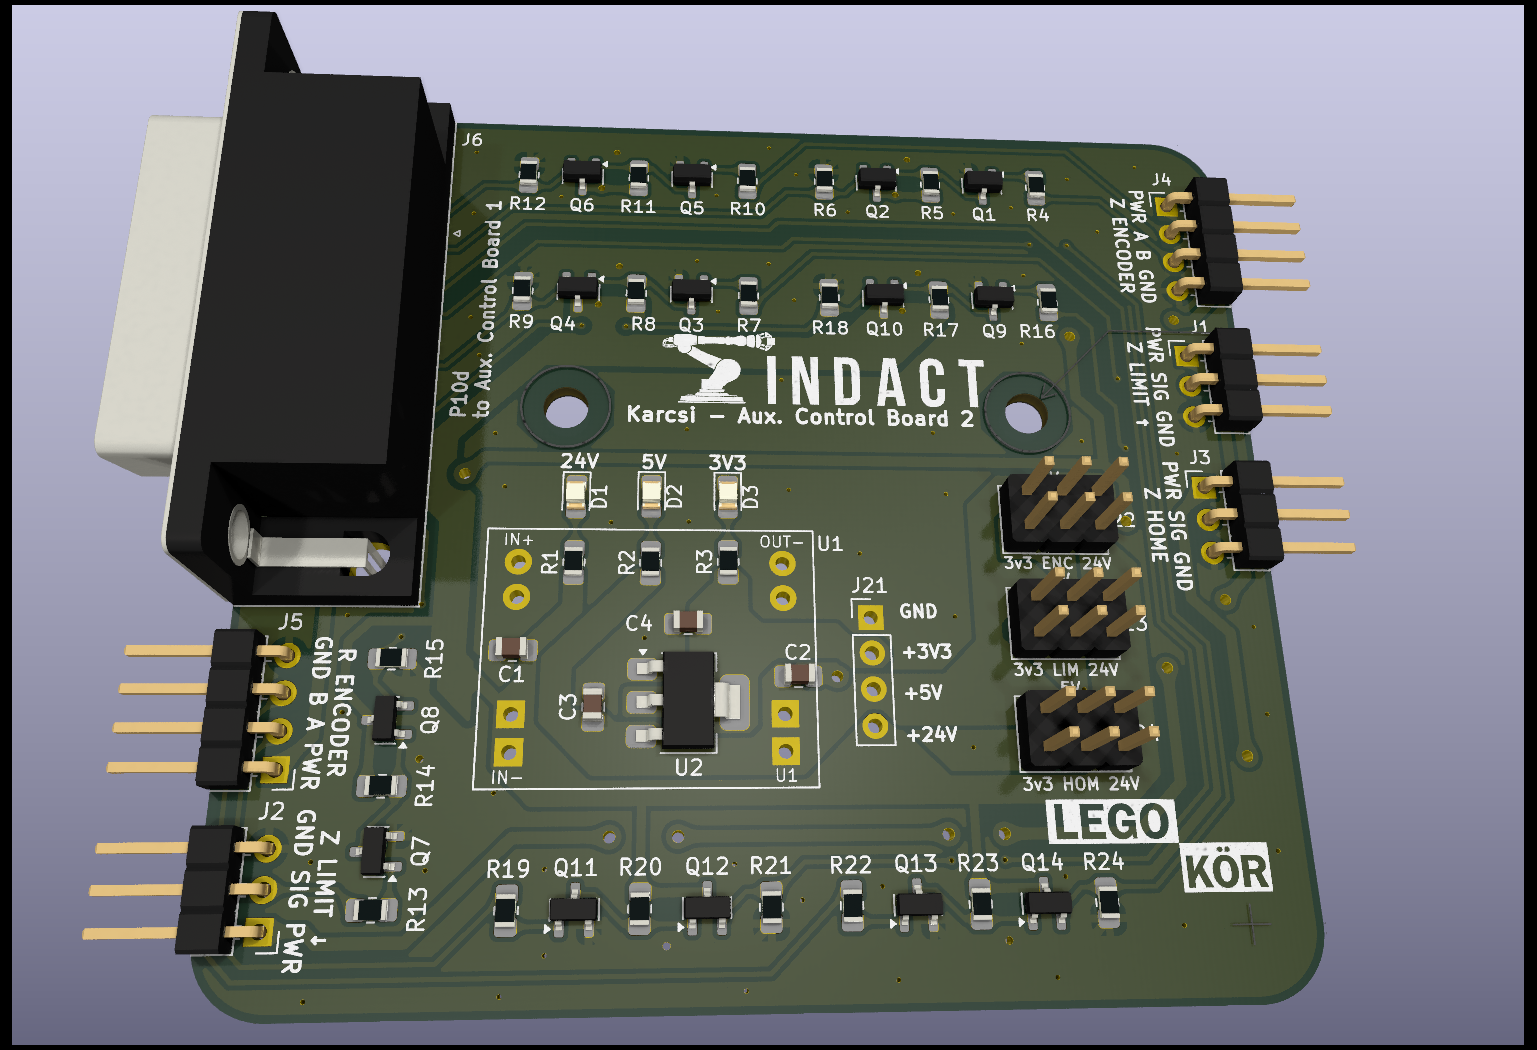 J6
R12 Q6 R11 Q5 R10 R6 Q2 R5 Q1 R4
J4
PWR A B GND
Z ENCODER
R9 Q4 R8 Q3 R7 R18 Q10 R17 Q9 R16
J1
PWR SIG GND
Z LIMIT ↑
P10d
to Aux. Control Board 1
INDACT
Karcsi – Aux. Control Board 2
J3
PWR SIG GND
Z HOME
24V 5V 3V3
D1 D2 D3
IN+ R1 R2 R3 OUT- U1
3v3 ENC 24V
J21
GND
+3V3
+5V
+24V
C4
C1
C2
C3
U2
IN- U1
3v3 LIM 24V
5V
3v3 HOM 24V
J5
R ENCODER
GND B A PWR
R15
Q8
R14
J2
Z LIMIT ↑
GND SIG PWR
Q7
R13
LEGO
KÖR
R19 Q11 R20 Q12 R21 R22 Q13 R23 Q14 R24